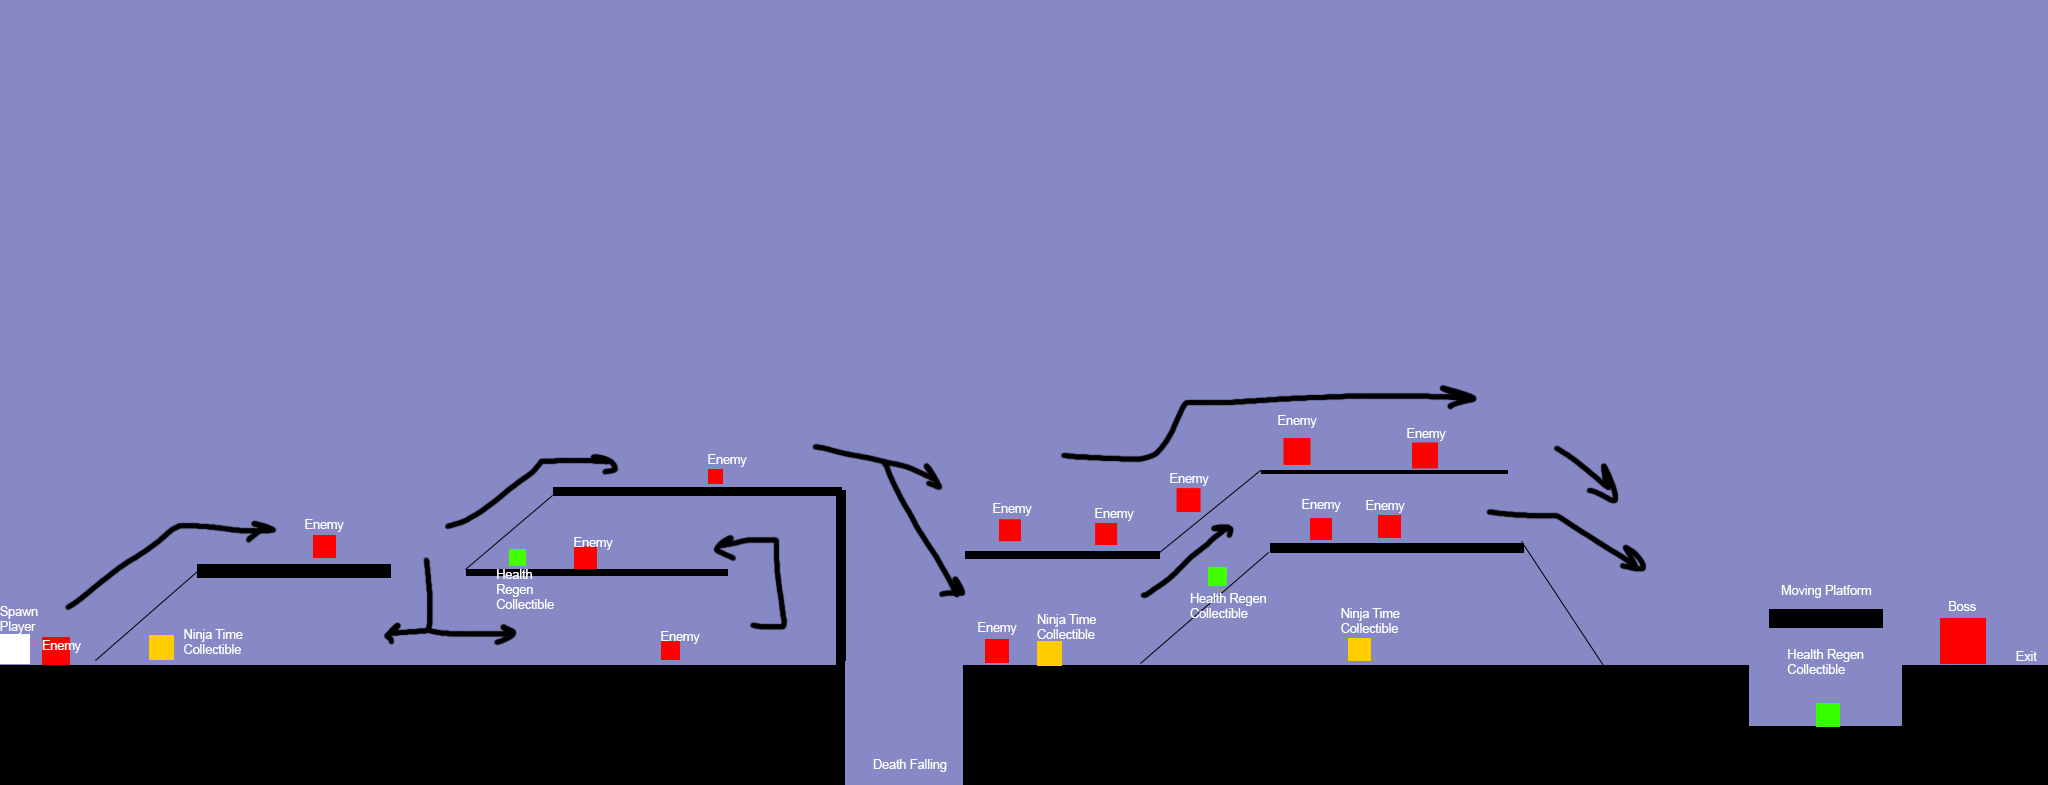 Spawn
Player
Enemy
Ninja Time
Collectible
Enemy
Health
Regen
Collectible
Enemy
Enemy
Enemy
Death Falling
Enemy
Enemy
Enemy
Enemy
Ninja Time
Collectible
Enemy
Enemy
Health Regen
Collectible
Enemy
Enemy
Ninja Time
Collectible
Moving Platform
Health Regen
Collectible
Boss
Exit